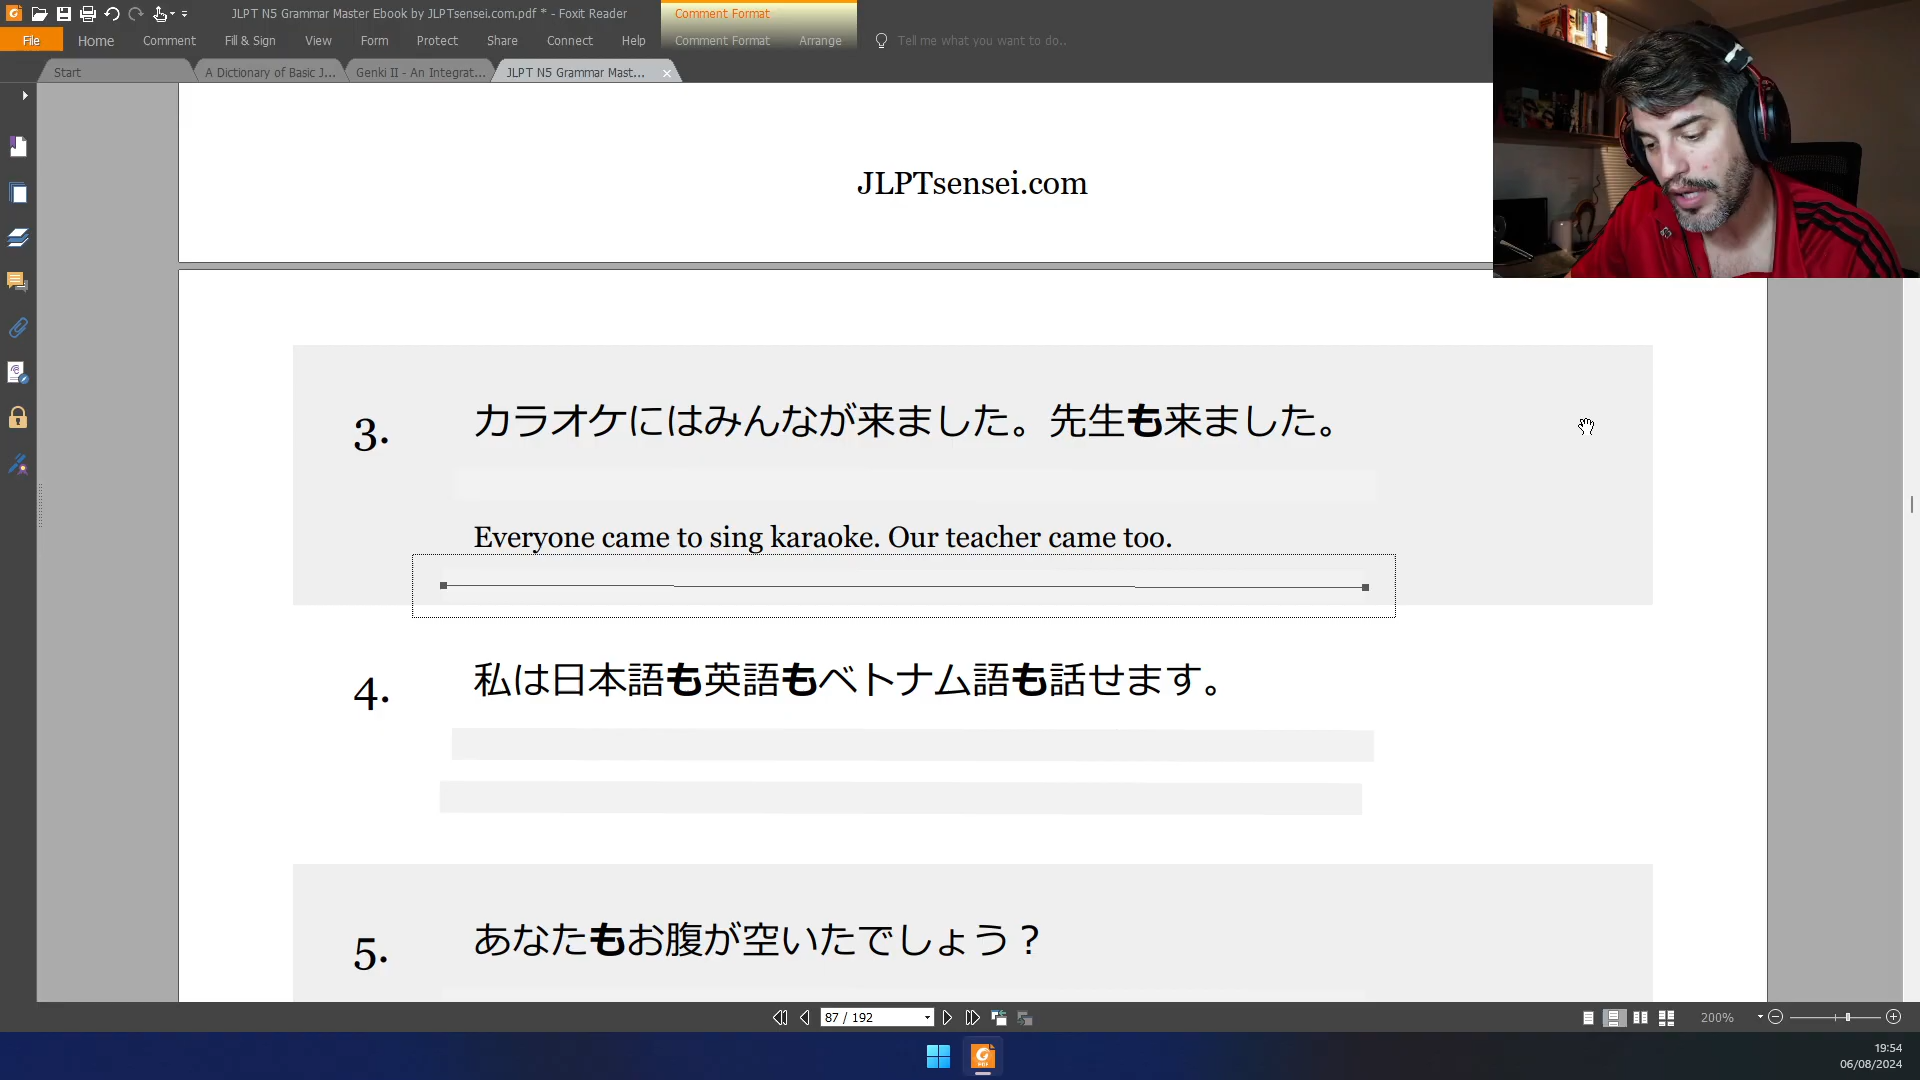 JLPT N5 Grammar Master Ebook by JLPTsensei.com.pdf * - Foxit Reader
Comment Format
File
Home
Comment
Fill & Sign
View
Form
Protect
Share
Connect
Help
Comment Format
Arrange
Tell me what you want to do..
Start
A Dictionary of Basic J...
Genki II - An Integrat...
JLPT N5 Grammar Mast...
JLPTsensei.com
3.
カラオケにはみんなが来ました。先生も来ました。
Everyone came to sing karaoke. Our teacher came too.
4.
私は日本語も英語もベトナム語も話せます。
5.
あなたもお腹が空いたでしょう？
87 / 192
200%
19:54
06/08/2024